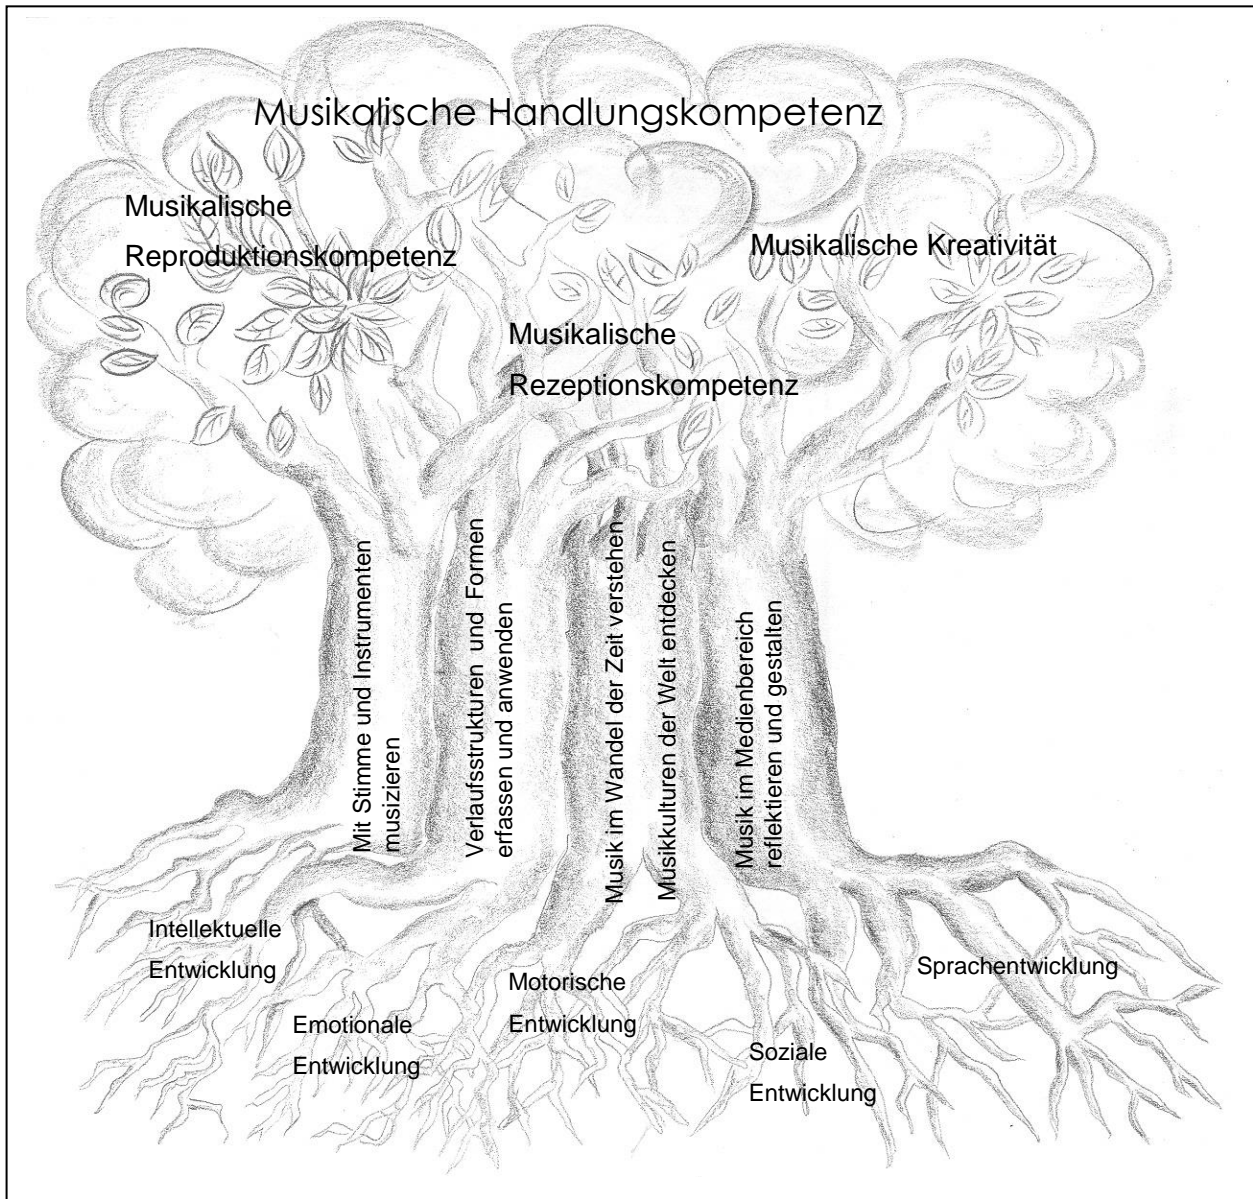 Musikalische Handlungskompetenz
Musikalische
Reproduktionskompetenz
Musikalische Kreativität
Musikalische
Rezeptionskompetenz
Mit Stimme und Instrumenten
musizieren
Verlaufsstrukturen und Formen
erfassen und anwenden
Musik im Wandel der Zeit verstehen
Musikkulturen der Welt entdecken
Musik im Medienbereich
reflektieren und gestalten
Intellektuelle
Entwicklung
Emotionale
Entwicklung
Motorische
Entwicklung
Soziale
Entwicklung
Sprachentwicklung